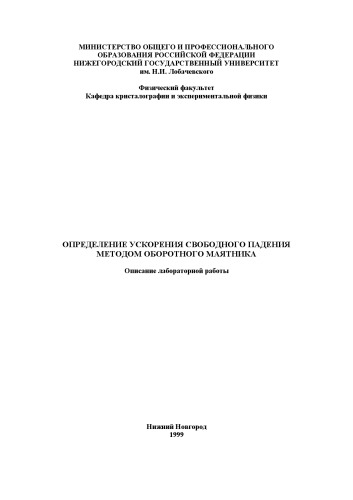 МИНИСТЕРСТВО ОБЩЕГО И ПРОФЕССИОНАЛЬНОГО
ОБРАЗОВАНИЯ РОССИЙСКОЙ ФЕДЕРАЦИИ
НИЖЕГОРОДСКИЙ ГОСУДАРСТВЕННЫЙ УНИВЕРСИТЕТ
им. Н.И. Лобачевского
Физический факультет
Кафедра кристалографии и экспериментальной физики
ОПРЕДЕЛЕНИЕ УСКОРЕНИЯ СВОБОДНОГО ПАДЕНИЯ
МЕТОДОМ ОБОРОТНОГО МАЯТНИКА
Описание лабораторной работы
Нижний Новгород
1999